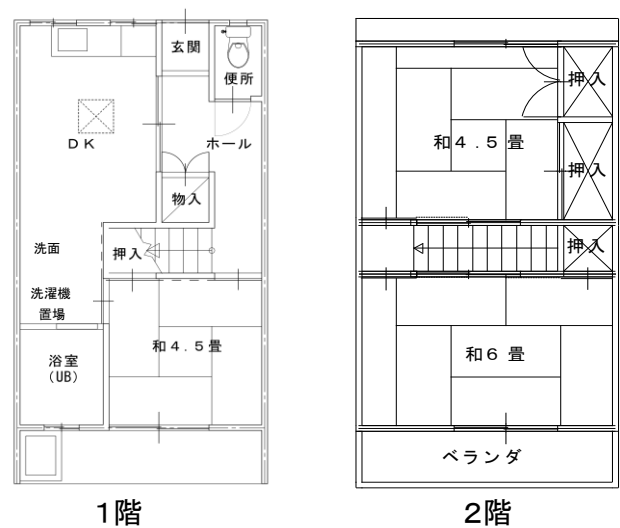 玄関
便所
DK
ホール
物入
洗面
押入
洗濯機
置場
和4.5畳
浴室
(UB)
1階
押入
和4.5畳
押入
押入
和6畳
ベランダ
2階